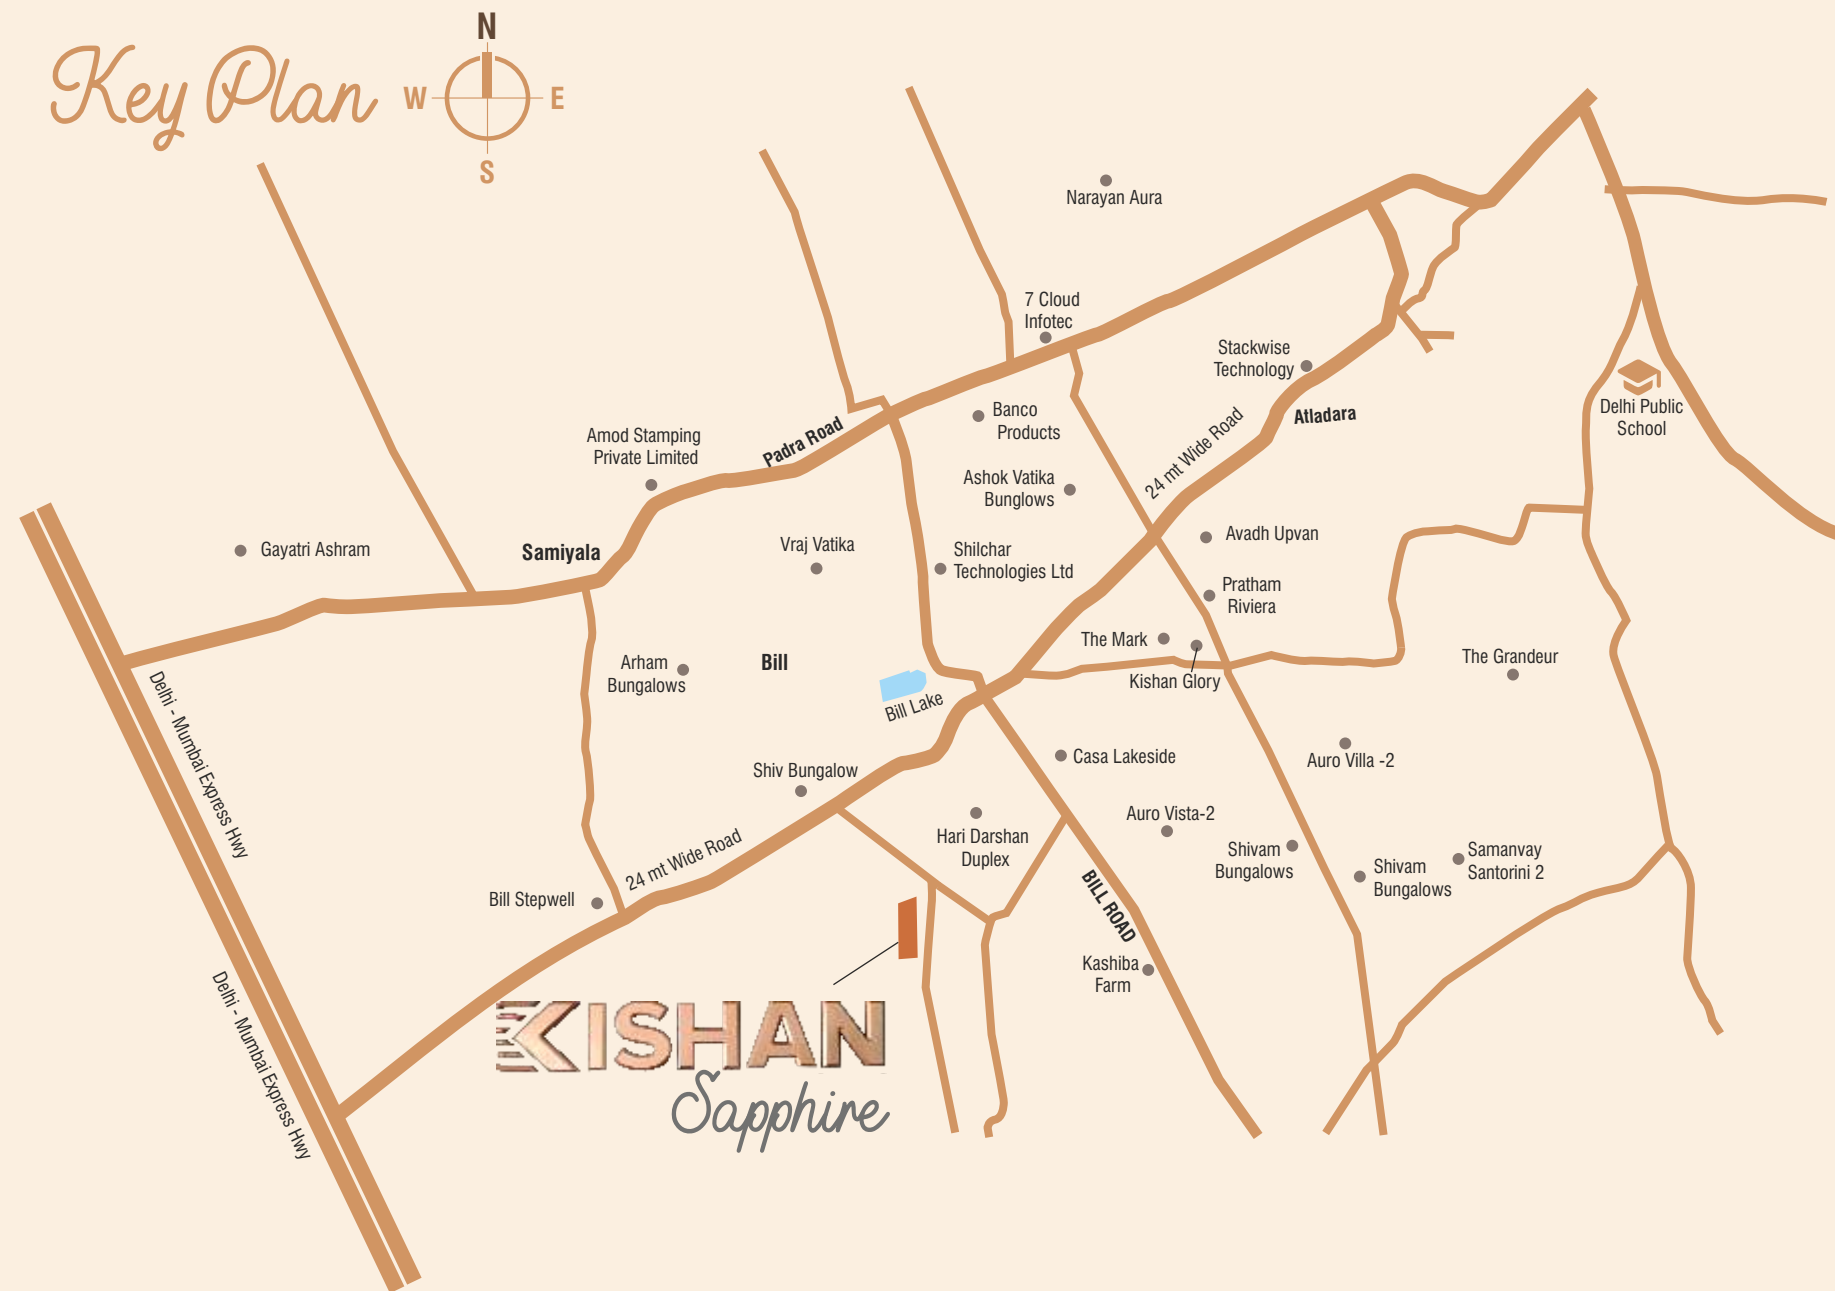 Key Plan
N
W
E
S
Narayan Aura
7 Cloud
Infotec
Stackwise
Technology
Delhi Public
School
Banco
Products
Atladara
24 mt Wide Road
Padra Road
Amod Stamping
Private Limited
Ashok Vatika
Bunglows
Gayatri Ashram
Samiyala
Vraj Vatika
Shilchar
Technologies Ltd
Avadh Upvan
Pratham
Riviera
The Mark
Kishan Glory
The Grandeur
Arham
Bungalows
Bill
Bill Lake
Delhi - Mumbai Express Hwy
Shiv Bungalow
Casa Lakeside
Auro Villa -2
Auro Vista-2
Hari Darshan
Duplex
Shivam
Bungalows
Shivam
Bungalows
Samanvay
Santorini 2
24 mt Wide Road
Bill Stepwell
BILL ROAD
Kashiba
Farm
Delhi - Mumbai Express Hwy
KISHAN
Sapphire